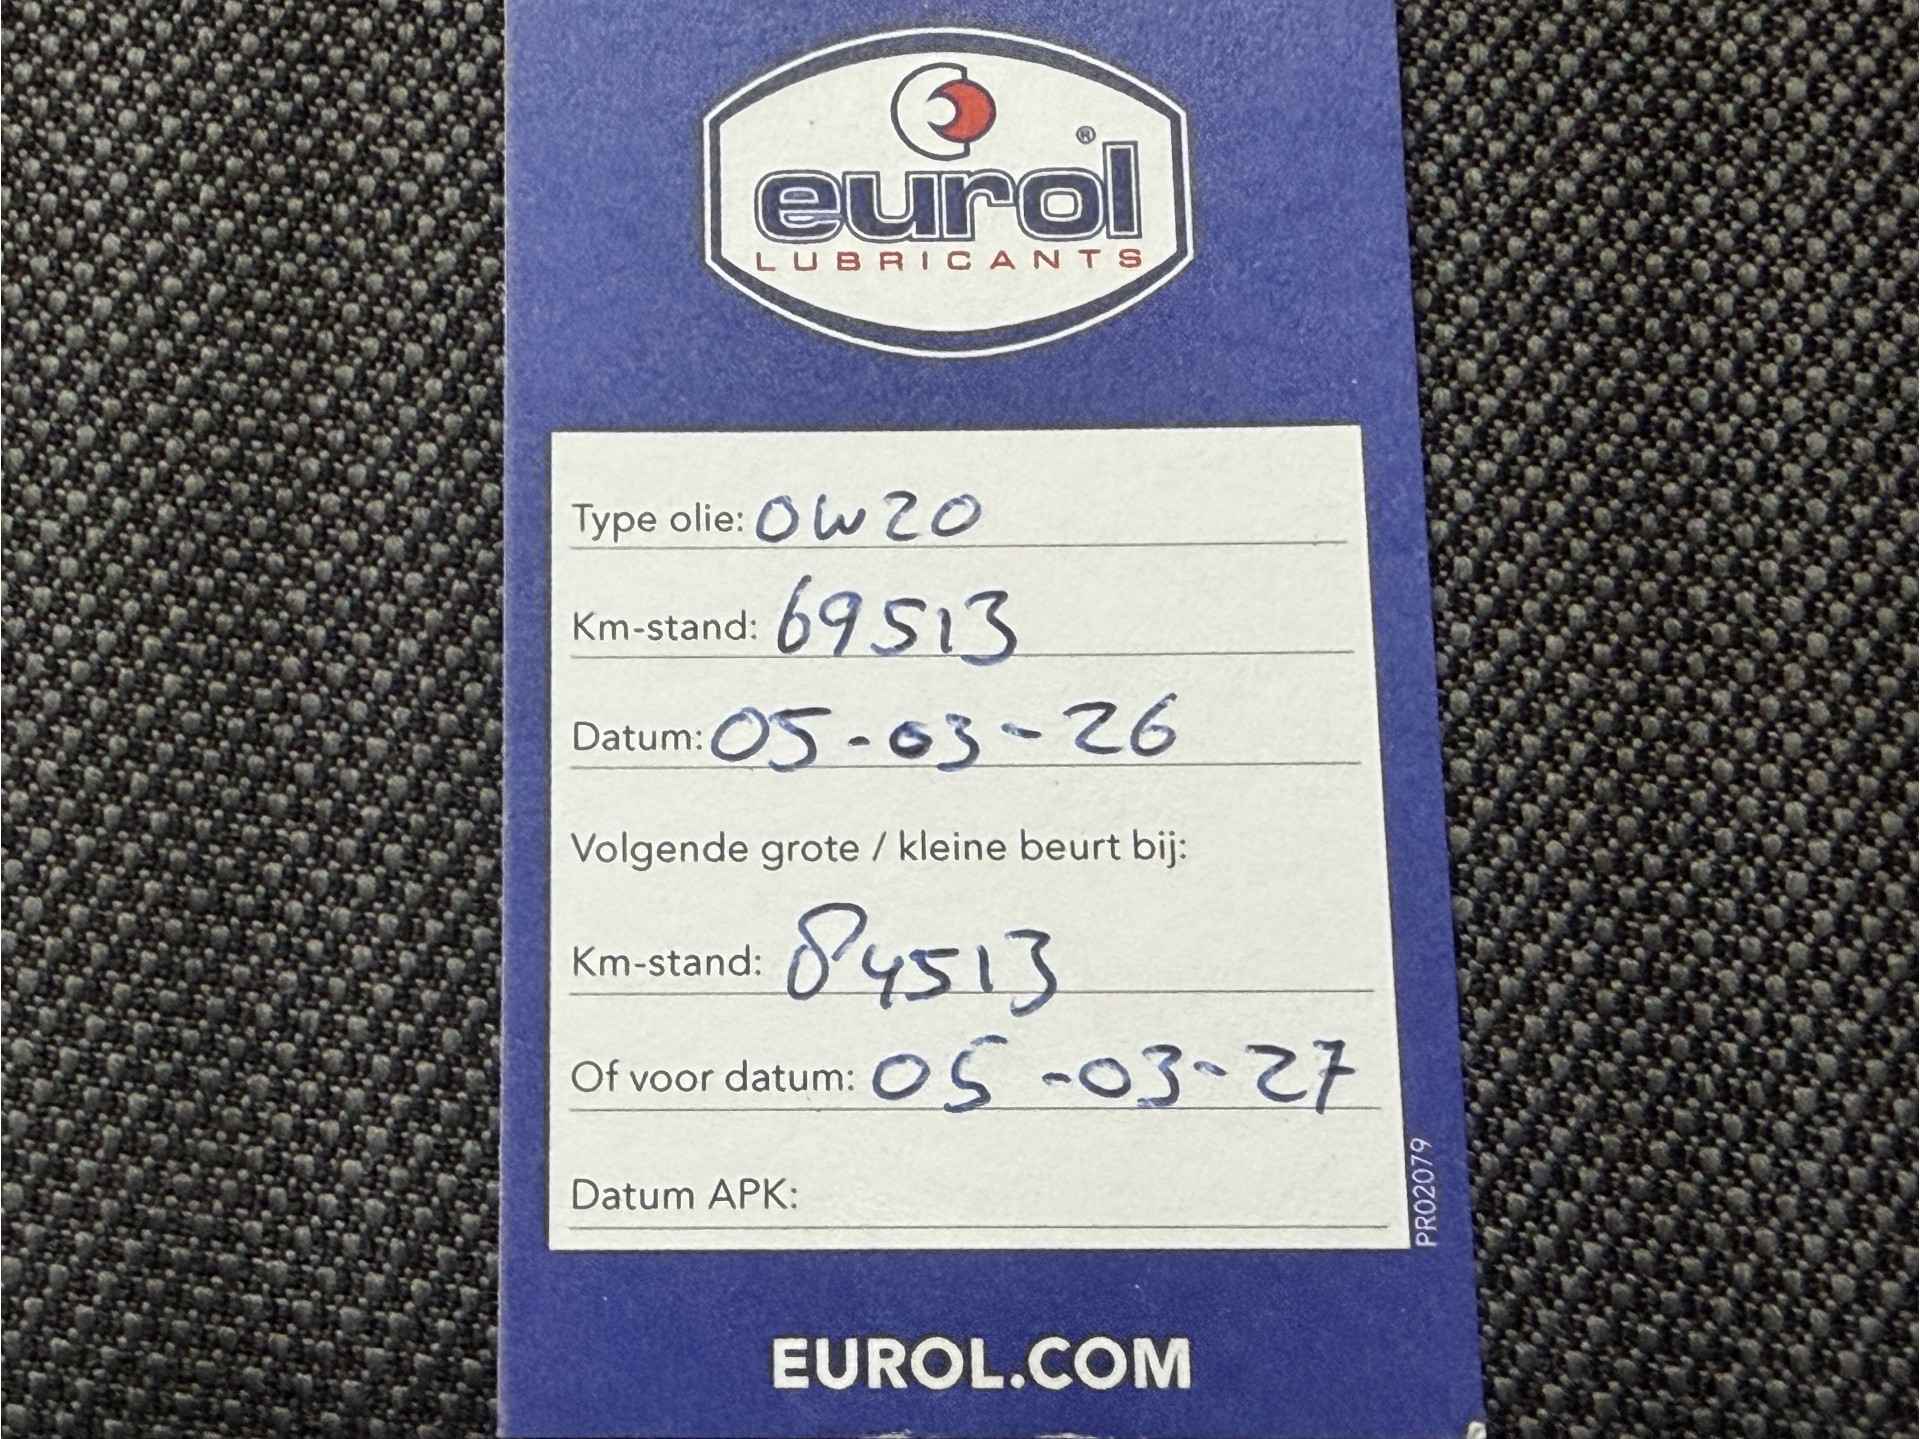 eurol®
LUBRICANTS
Type olie: 0W20
Km-stand: 69513
Datum: 05-03-26
Volgende grote / kleine beurt bij:
Km-stand: 84513
Of voor datum: 05-03-27
Datum APK:
PR02079
EUROL.COM